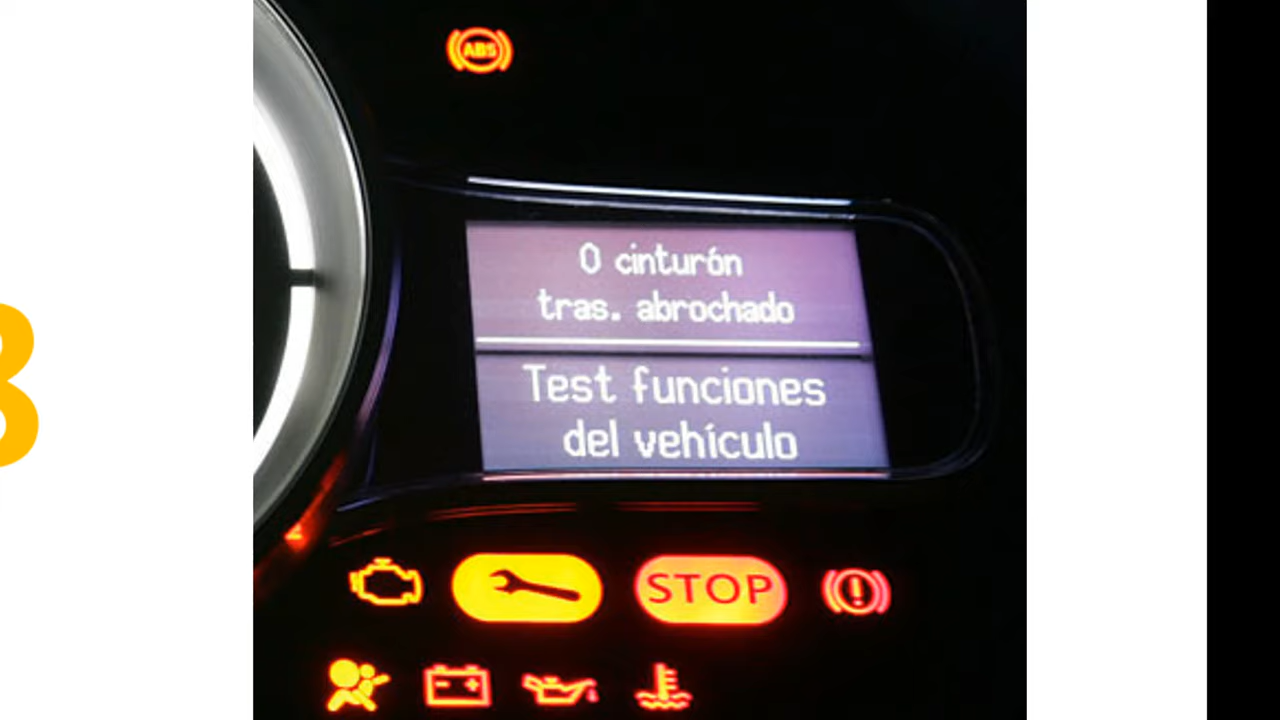 ABS
0 cinturón
tras. abrochado
Test funciones
del vehículo
STOP